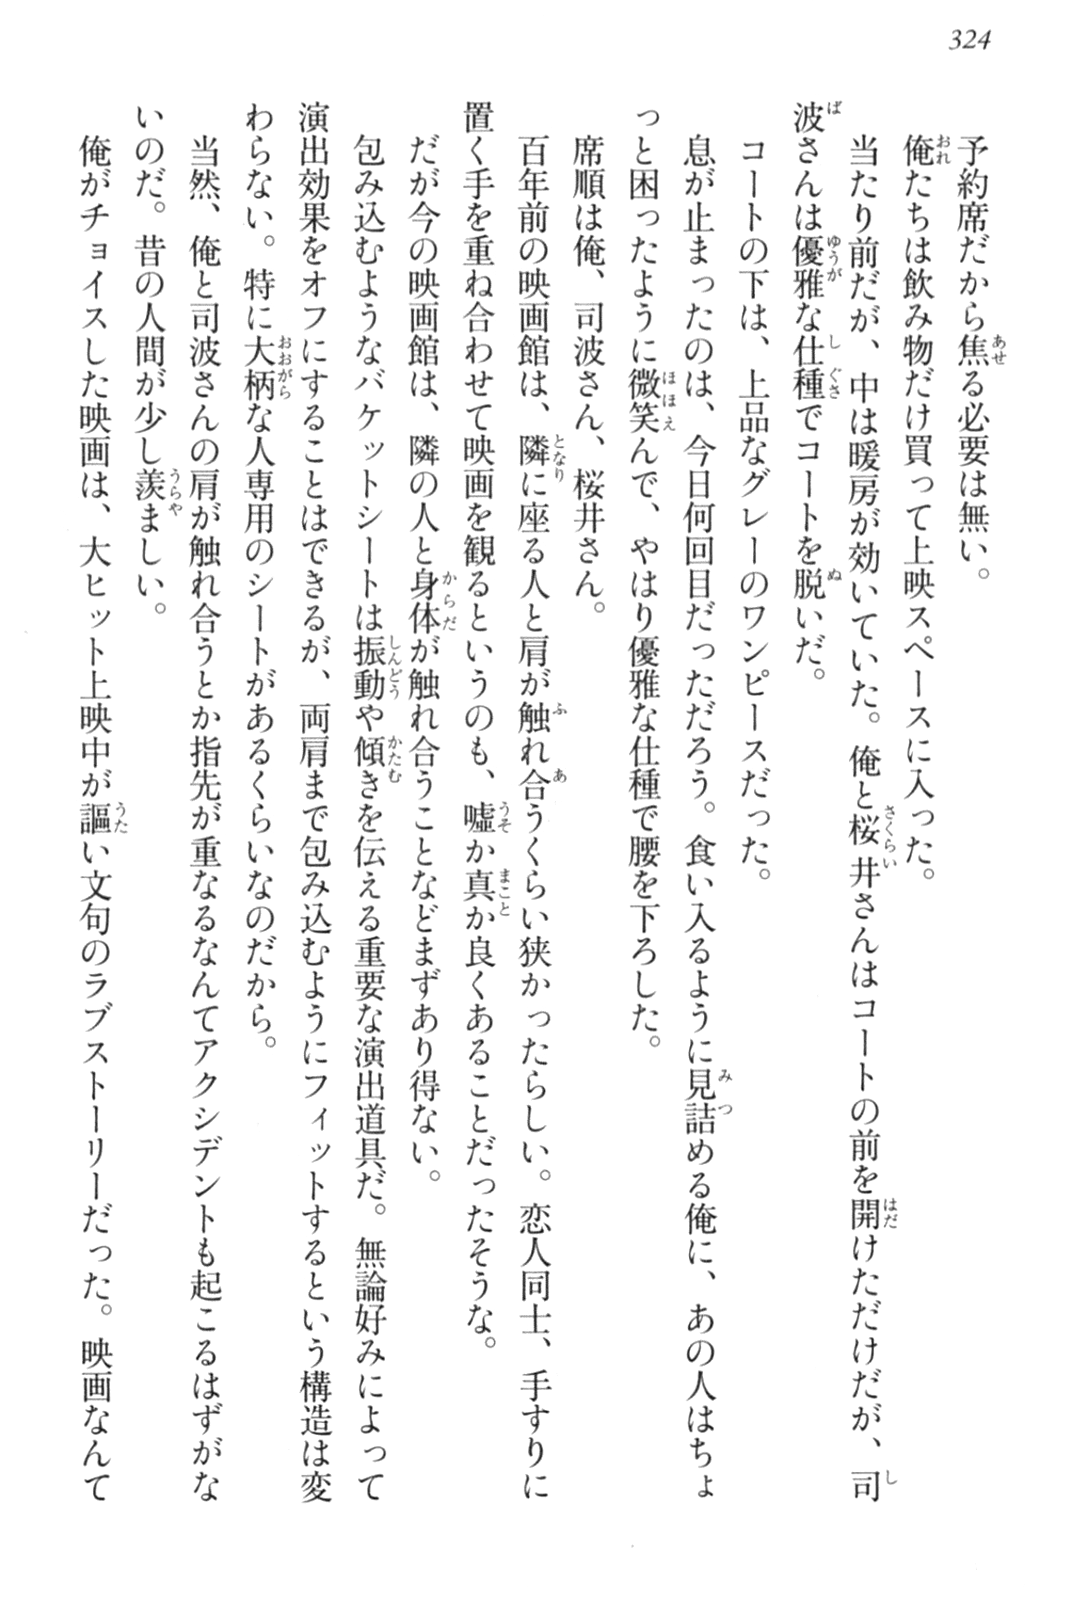 324
予約席だから焦る必要は無い。
俺たちは飲み物だけ買って上映スペースに入った。
当たり前だが、中は暖房が効いていた。俺と桜井さんはコートの前を開けただけだが、司
波さんは優雅な仕種でコートを脱いだ。
コートの下は、上品なグレーのワンピースだった。
息が止まったのは、今日何回目だっただろう。食い入るように見詰める俺に、あの人はちょ
っと困ったように微笑んで、やはり優雅な仕種で腰を下ろした。
席順は俺、司波さん、桜井さん。
百年前の映画館は、隣に座る人と肩が触れ合うくらい狭かったらしい。恋人同士、手すりに
置く手を重ね合わせて映画を観るというのも、嘘か真か良くあることだったそうな。
だが今の映画館は、隣の人と身体が触れ合うことなどまずあり得ない。
包み込むようなバケットシートは振動や傾きを伝える重要な演出道具だ。無論好みによって
演出効果をオフにすることはできるが、両肩まで包み込むようにフィットするという構造は変
わらない。特に大柄な人専用のシートがあるくらいなのだから。
当然、俺と司波さんの肩が触れ合うとか指先が重なるなんてアクシデントも起こるはずがな
いのだ。昔の人間が少し羨ましい。
俺がチョイスした映画は、大ヒット上映中が謳い文句のラブストーリーだった。映画なんて